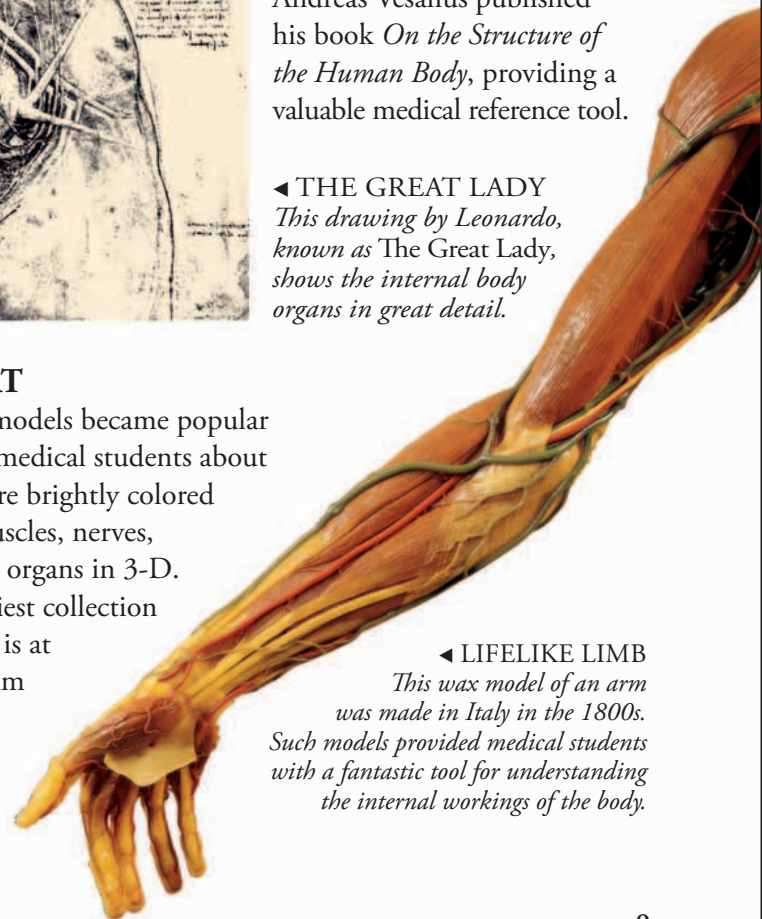 Andreas Vesalius published
his book On the Structure of
the Human Body, providing a
valuable medical reference tool.
◄ THE GREAT LADY
This drawing by Leonardo,
known as The Great Lady,
shows the internal body
organs in great detail.
models became popular
medical students about
brightly colored
nerves,
organs in 3-D.
collection
is at
◄ LIFELIKE LIMB
This wax model of an arm
was made in Italy in the 1800s.
Such models provided medical students
with a fantastic tool for understanding
the internal workings of the body.